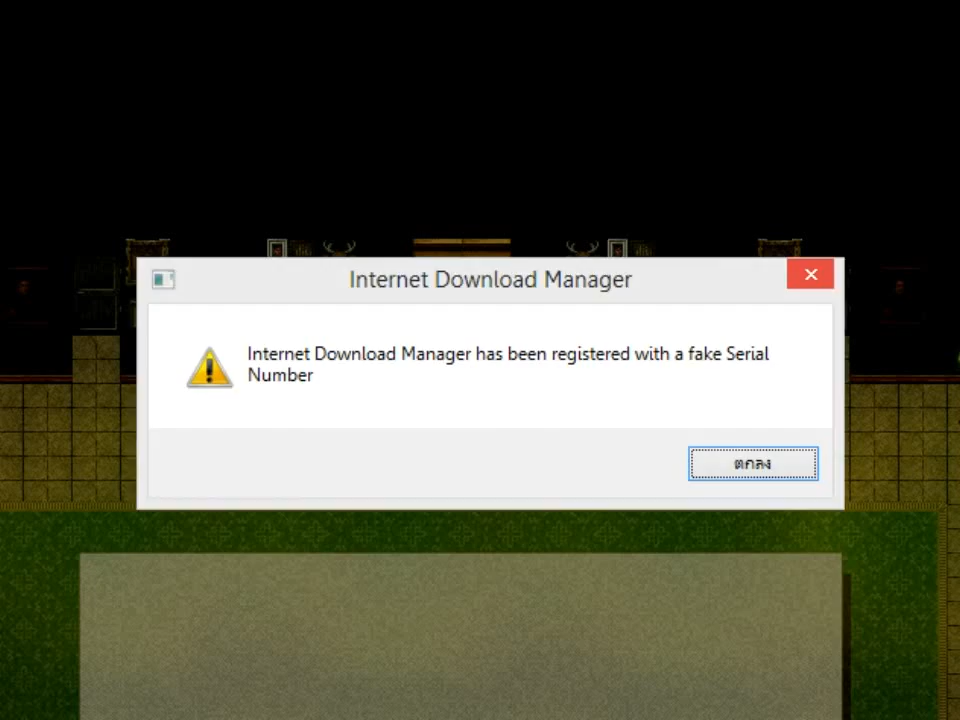 Internet Download Manager
Internet Download Manager has been registered with a fake Serial
Number
ตกลง